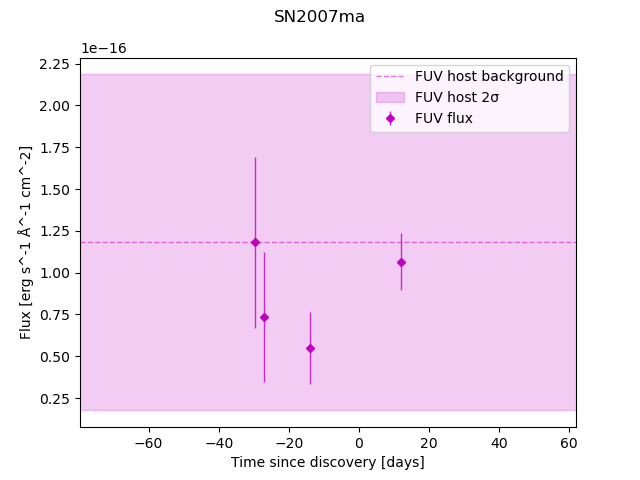 SN2007ma
1e−16
FUV host background
FUV host 2σ
FUV flux
2.25
2.00
1.75
1.50
1.25
1.00
0.75
0.50
0.25
Flux [erg s^-1 Å^-1 cm^-2]
−60 −40 −20 0 20 40 60
Time since discovery [days]